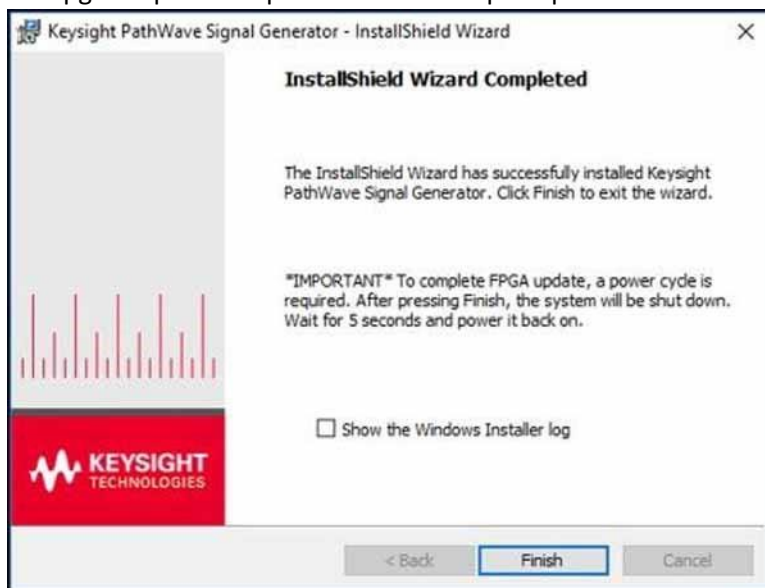 Keysight PathWave Signal Generator - InstallShield Wizard
InstallShield Wizard Completed
The InstallShield Wizard has successfully installed Keysight
PathWave Signal Generator. Click Finish to exit the wizard.
*IMPORTANT* To complete FPGA update, a power cycle is
required. After pressing Finish, the system will be shut down.
Wait for 5 seconds and power it back on.
Show the Windows Installer log
KEYSIGHT
TECHNOLOGIES
< Back
Finish
Cancel